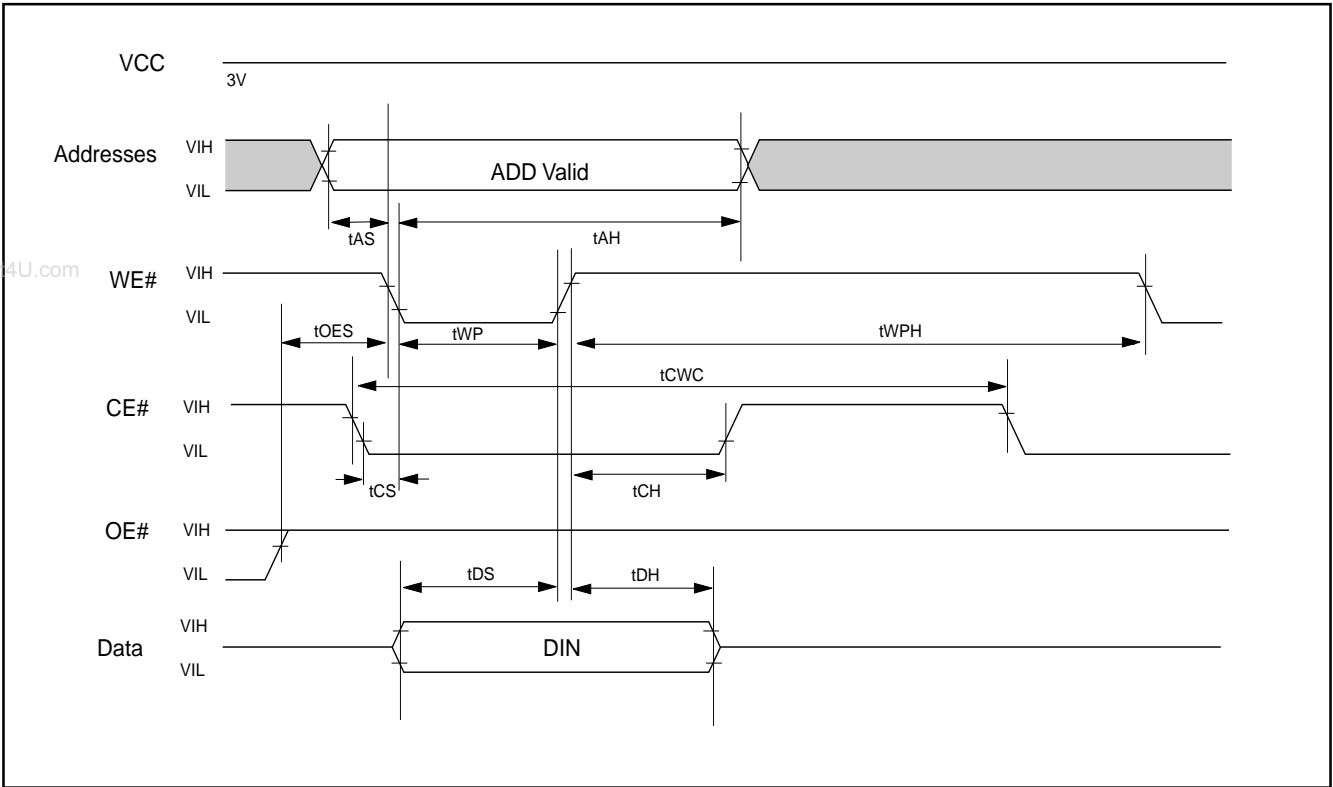 VCC
3V
Addresses
VIH
VIL
ADD Valid
tAS
tAH
4U.com
WE#
VIH
VIL
tOES
tWP
tWPH
tCWC
CE#
VIH
VIL
tCS
tCH
OE#
VIH
VIL
tDS
tDH
Data
VIH
VIL
DIN